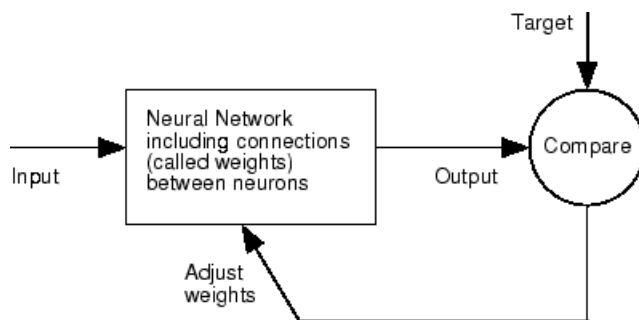 Target
Neural Network
including connections
(called weights)
between neurons
Compare
Input
Output
Adjust
weights